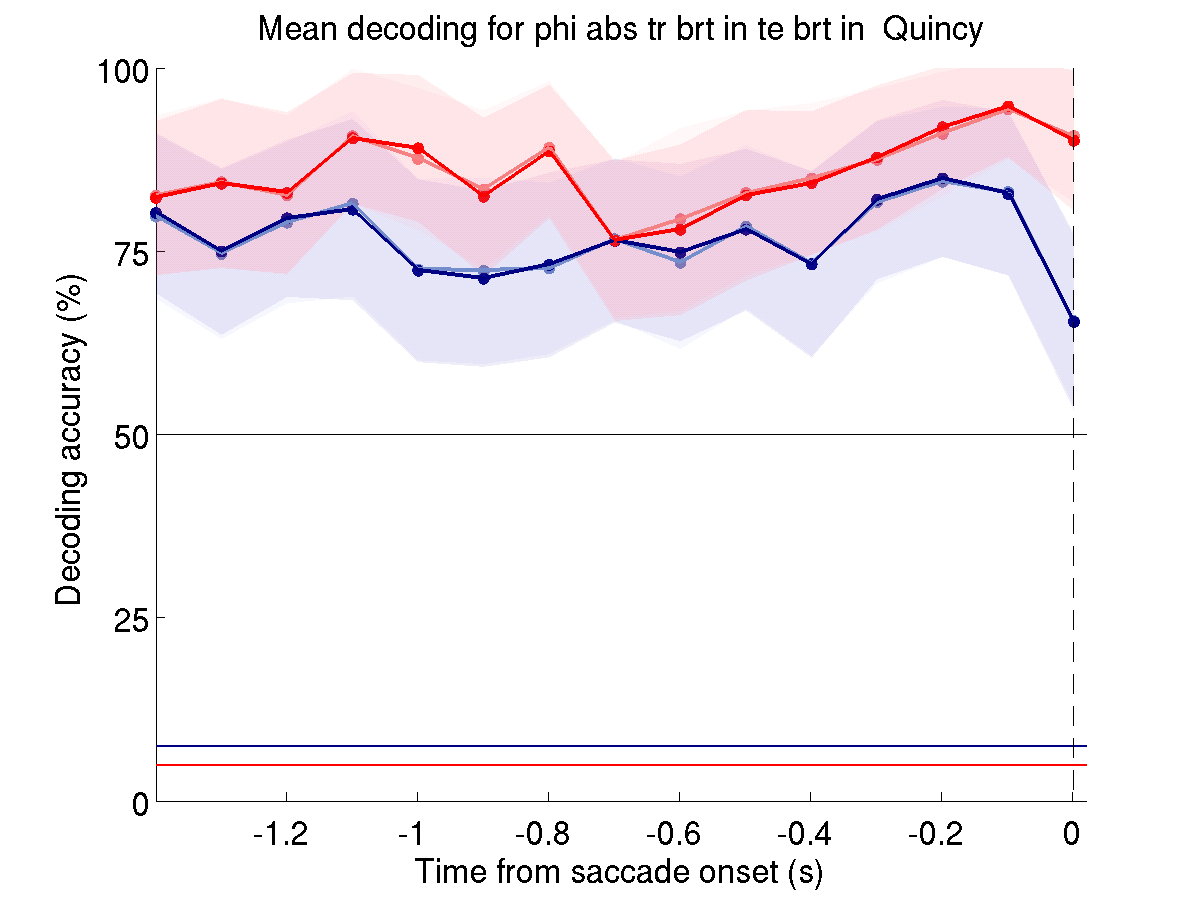 Mean decoding for phi abs tr brt in te brt in  Quincy
Decoding accuracy (%)
100
75
50
25
0
-1.2 -1 -0.8 -0.6 -0.4 -0.2 0
Time from saccade onset (s)